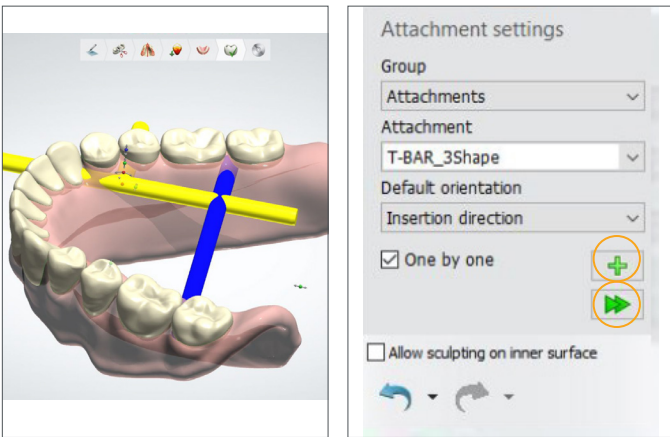 Attachment settings
Group
Attachments
Attachment
T-BAR_3Shape
Default orientation
Insertion direction
One by one
Allow sculpting on inner surface